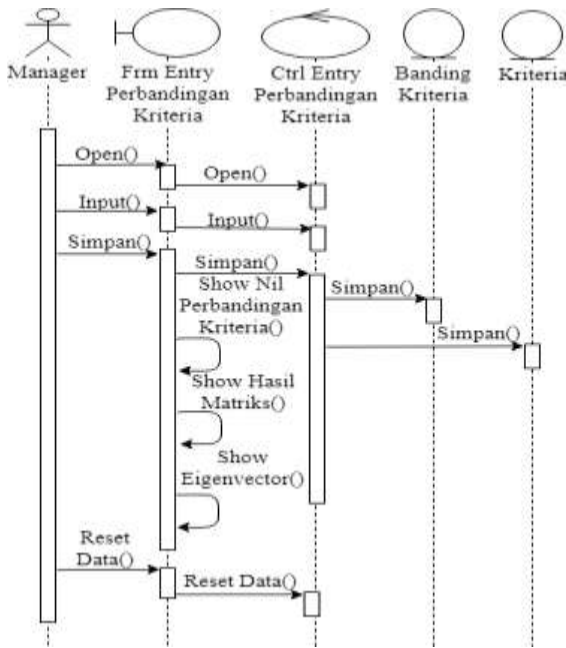 Manager
Frm Entry
Perbandingan
Kriteria
Ctrl Entry
Perbandingan
Kriteria
Banding
Kriteria
Kriteria
Open()
Open()
Input()
Input()
Simpan()
Simpan()
Show Nil
Perbandingan
Kriteria()
Simpan()
Simpan()
Show Hasil
Matriks()
Show
Eigenvector()
Reset
Data()
Reset Data()